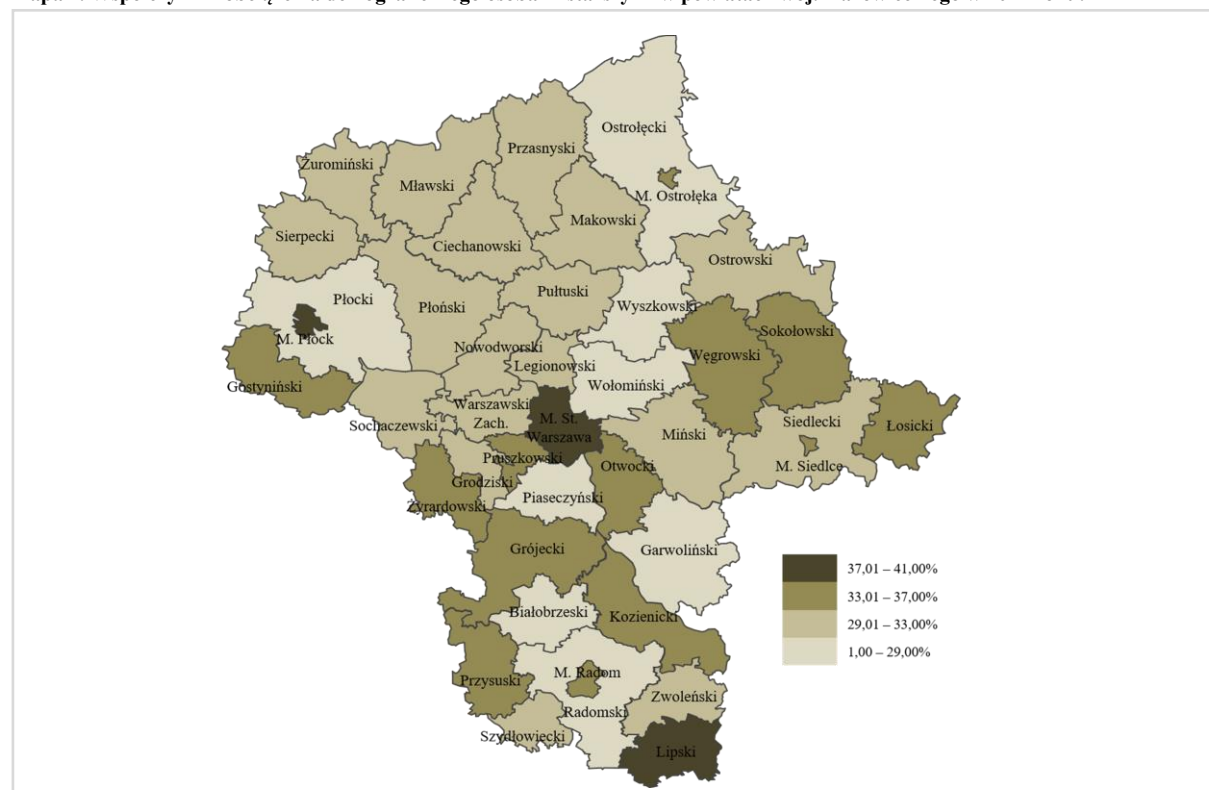 Ostrołęcki
Przasnyski
Żuromiński
Mławski
M. Ostrołęka
Makowski
Sierpecki
Ciechanowski
Ostrowski
Pułtuski
Płocki
Płoński
Wyszkowski
Sokołowski
M. Płock
Nowodworski
Węgrowski
Legionowski
Gostyniński
Wołomiński
Warszawski
Zach.
M. St.
Warszawa
Sochaczewski
Siedlecki
Łosicki
Miński
Pruszkowski
Otwocki
M. Siedlce
Grodziski
Piaseczyński
Żyrardowski
Grójecki
Garwoliński
37,01 – 41,00%
33,01 – 37,00%
29,01 – 33,00%
1,00 – 29,00%
Białobrzeski
Kozienicki
M. Radom
Przysuski
Zwoleński
Radomski
Szydłowiecki
Lipski